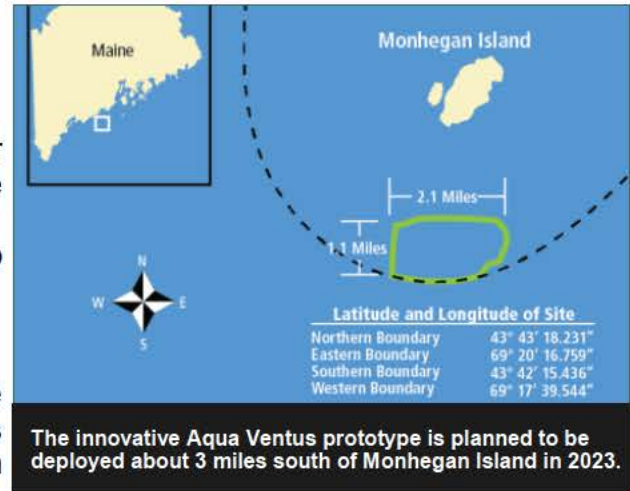 Maine
Monhegan Island
2.1 Miles
1.1 Miles
N
W E
S
Latitude and Longitude of Site
Northern Boundary 43° 43' 18.231"
Eastern Boundary 69° 20' 16.759"
Southern Boundary 43° 42' 15.436"
Western Boundary 69° 17' 39.544"
The innovative Aqua Ventus prototype is planned to be
deployed about 3 miles south of Monhegan Island in 2023.